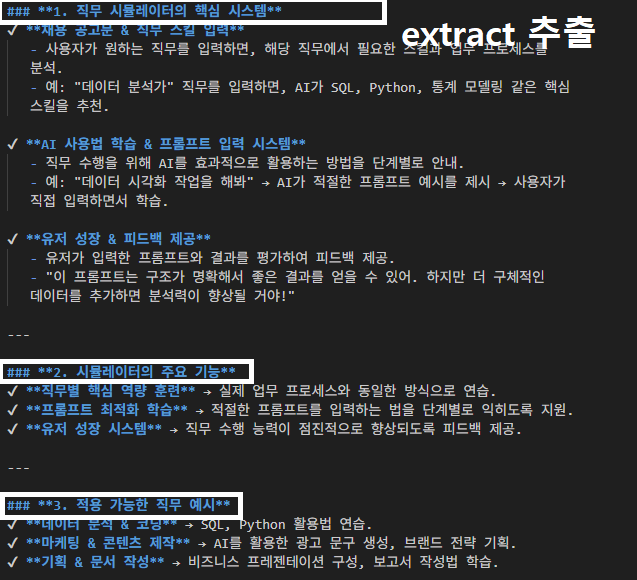 ### **1. 직무 시뮬레이터의 핵심 시스템**
extract 추출
✔ **채용 공고문 & 직무 스킬 입력**
- 사용자가 원하는 직무를 입력하면, 해당 직무에서 필요한 스킬과 업무 프로세스를
분석.
- 예: "데이터 분석가" 직무를 입력하면, AI가 SQL, Python, 통계 모델링 같은 핵심
스킬을 추천.
✔ **AI 사용법 학습 & 프롬프트 입력 시스템**
- 직무 수행을 위해 AI를 효과적으로 활용하는 방법을 단계별로 안내.
- 예: "데이터 시각화 작업을 해봐" → AI가 적절한 프롬프트 예시를 제시 → 사용자가
직접 입력하면서 학습.
✔ **유저 성장 & 피드백 제공**
- 유저가 입력한 프롬프트와 결과를 평가하여 피드백 제공.
- "이 프롬프트는 구조가 명확해서 좋은 결과를 얻을 수 있어. 하지만 더 구체적인
데이터를 추가하면 분석력이 향상될 거야!"
---
### **2. 시뮬레이터의 주요 기능**
✔ **직무별 핵심 역량 훈련** → 실제 업무 프로세스와 동일한 방식으로 연습.
✔ **프롬프트 최적화 학습** → 적절한 프롬프트를 입력하는 법을 단계별로 익히도록 지원.
✔ **유저 성장 시스템** → 직무 수행 능력이 점진적으로 향상되도록 피드백 제공.
---
### **3. 적용 가능한 직무 예시**
✔ **데이터 분석 & 코딩** → SQL, Python 활용법 연습.
✔ **마케팅 & 콘텐츠 제작** → AI를 활용한 광고 문구 생성, 브랜드 전략 기획.
✔ **기획 & 문서 작성** → 비즈니스 프레젠테이션 구성, 보고서 작성법 학습.